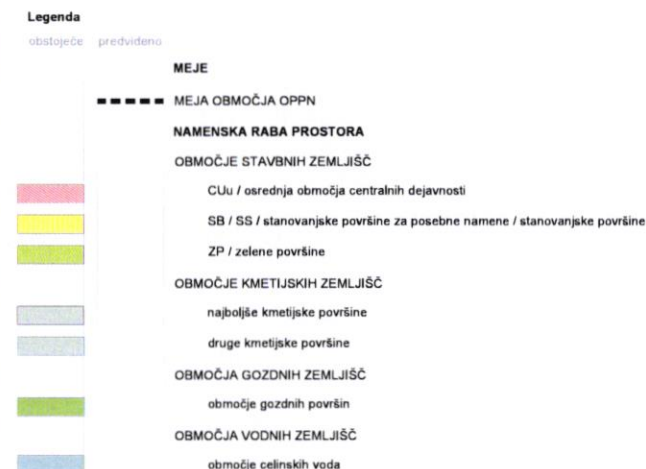 Legenda
obstoječe predvideno
MEJE
MEJA OBMOČJA OPPN
NAMENSKA RABA PROSTORA
OBMOČJE STAVBNIH ZEMLJIŠČ
CUu / osrednja območja centralnih dejavnosti
SB / SS / stanovanjske površine za posebne namene / stanovanjske površine
ZP / zelene površine
OBMOČJE KMETIJSKIH ZEMLJIŠČ
najboljše kmetijske površine
druge kmetijske površine
OBMOČJA GOZDNIH ZEMLJIŠČ
območje gozdnih površin
OBMOČJA VODNIH ZEMLJIŠČ
območje celinskih voda